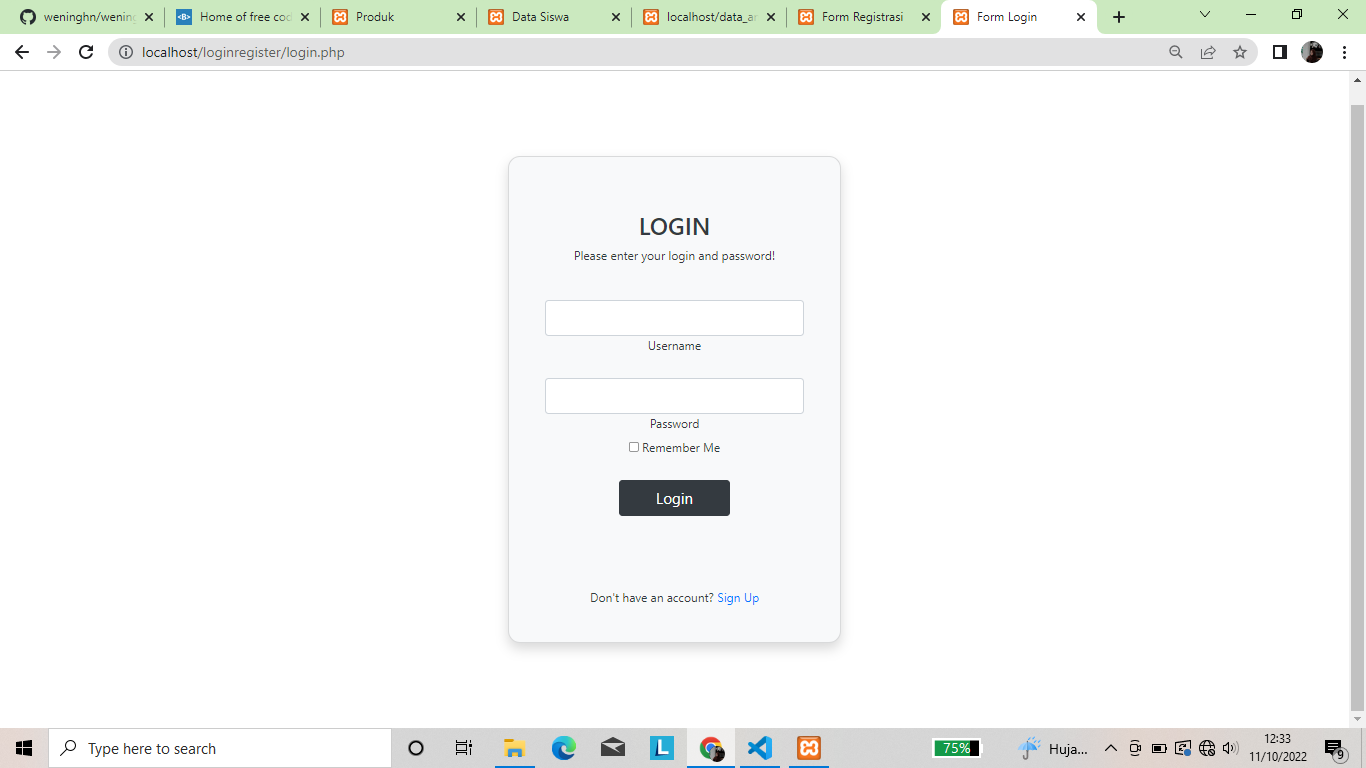 weninghn/wening
Home of free cod
Produk
Data Siswa
localhost/data_ar
Form Registrasi
Form Login
localhost/loginregister/login.php
LOGIN
Please enter your login and password!
Username
Password
Remember Me
Login
Don't have an account? Sign Up
Type here to search
L
75%
Huja...
12:33
11/10/2022
9